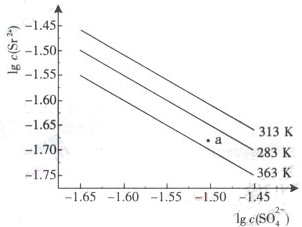 lg c(Sr²⁺)
−1.45
−1.50
−1.55
−1.60
−1.65
−1.70
−1.75
a
313 K
283 K
363 K
−1.65 −1.60 −1.55 −1.50 −1.45
lg c(SO₄²⁻)